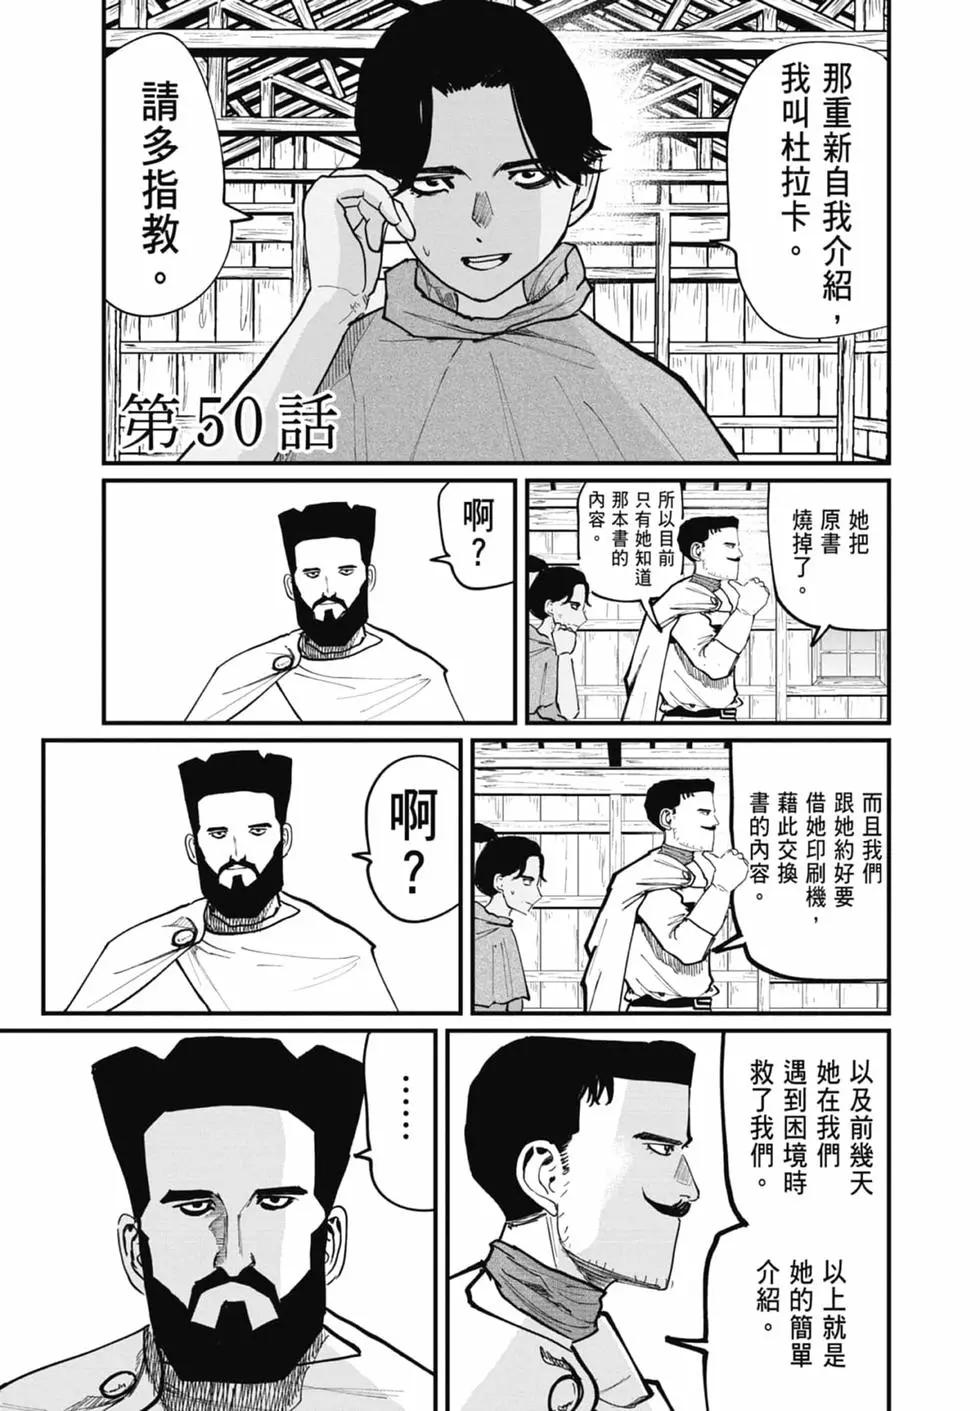 那重新自我介紹，
我叫杜拉卡。
請多指教。
第50話
她把
原書
燒掉了。
所以目前
只有她知道
那本書的
內容。
啊？
而且我們
跟她約好要
借她印刷機，
藉此交換
書的內容。
啊？
以及前幾天
她在我們
遇到困境時
救了我們。
以上就是
她的簡單
介紹。
……